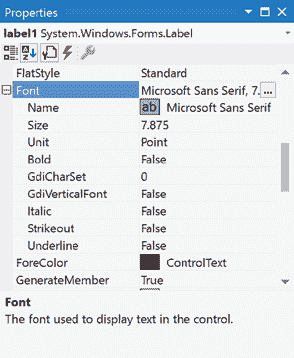 Properties
label1 System.Windows.Forms.Label
FlatStyle Standard
Font Microsoft Sans Serif, 7. ...
Name ab Microsoft Sans Serif
Size 7.875
Unit Point
Bold False
GdiCharSet 0
GdiVerticalFont False
Italic False
Strikeout False
Underline False
ForeColor ControlText
GenerateMember True
Font
The font used to display text in the control.